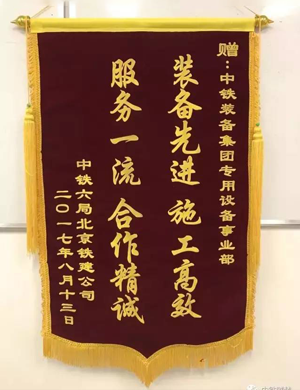 赠：中铁装备集团专用设备事业部
装备先进 施工高效
服务一流 合作精诚
中铁六局北京铁建公司
二〇一七年八月十三日